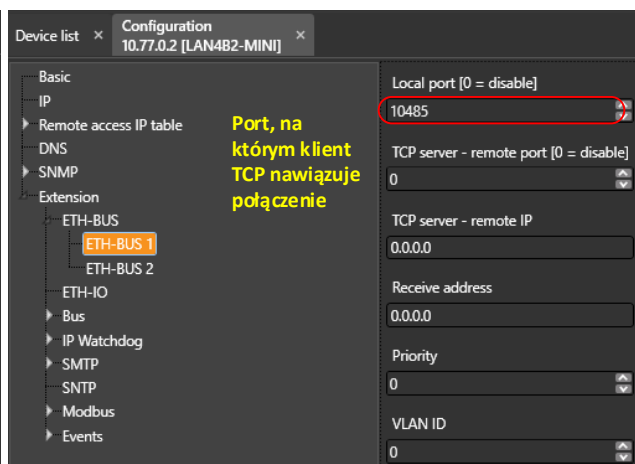 Device list ×
Configuration
10.77.0.2 [LAN4B2-MINI] ×
Basic
IP
Remote access IP table
DNS
SNMP
Extension
ETH-BUS
ETH-BUS 1
ETH-BUS 2
ETH-IO
Bus
IP Watchdog
SMTP
SNTP
Modbus
Events
Port, na
którym klient
TCP nawiązuje
połączenie
Local port [0 = disable]
10485
TCP server - remote port [0 = disable]
0
TCP server - remote IP
0.0.0.0
Receive address
0.0.0.0
Priority
0
VLAN ID
0